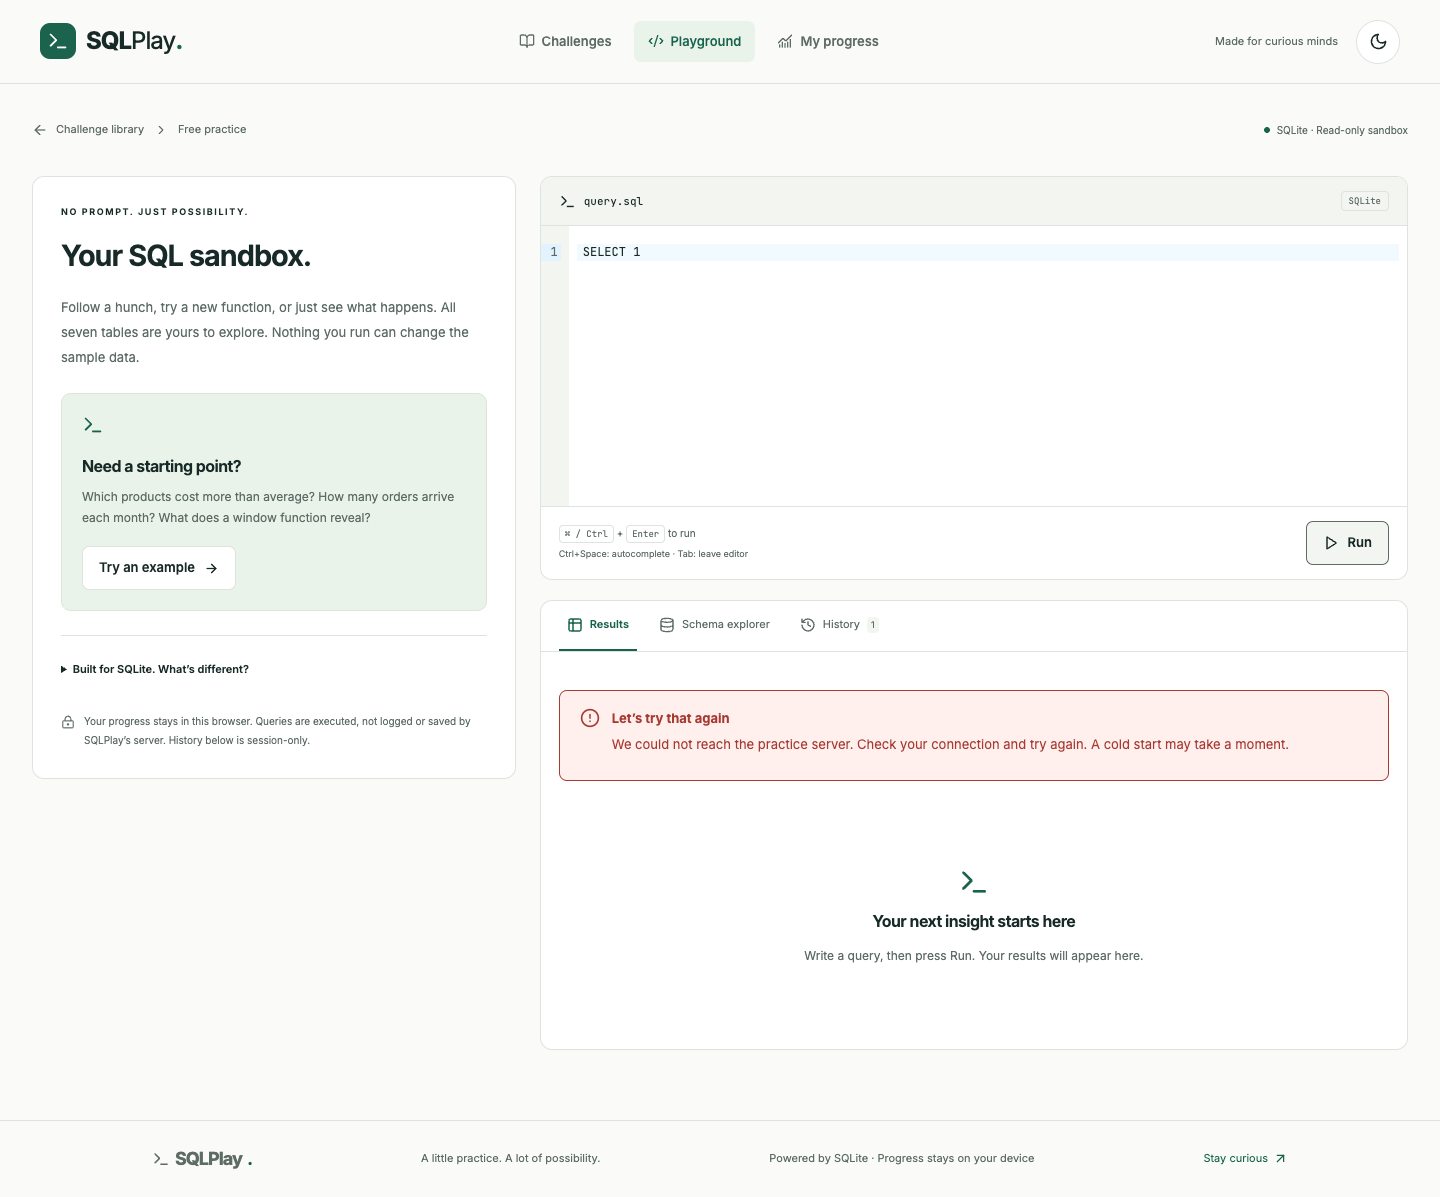 SQLPlay.
Challenges
Playground
My progress
Made for curious minds
Challenge library
Free practice
SQLite · Read-only sandbox
NO PROMPT. JUST POSSIBILITY.
Your SQL sandbox.
Follow a hunch, try a new function, or just see what happens. All
seven tables are yours to explore. Nothing you run can change the
sample data.
Need a starting point?
Which products cost more than average? How many orders arrive
each month? What does a window function reveal?
Try an example
Built for SQLite. What’s different?
Your progress stays in this browser. Queries are executed, not logged or saved by
SQLPlay’s server. History below is session-only.
query.sql
SQLite
1 SELECT 1
⌘ / Ctrl + Enter to run
Ctrl+Space: autocomplete · Tab: leave editor
Run
Results
Schema explorer
History 1
Let’s try that again
We could not reach the practice server. Check your connection and try again. A cold start may take a moment.
Your next insight starts here
Write a query, then press Run. Your results will appear here.
SQLPlay.
A little practice. A lot of possibility.
Powered by SQLite · Progress stays on your device
Stay curious